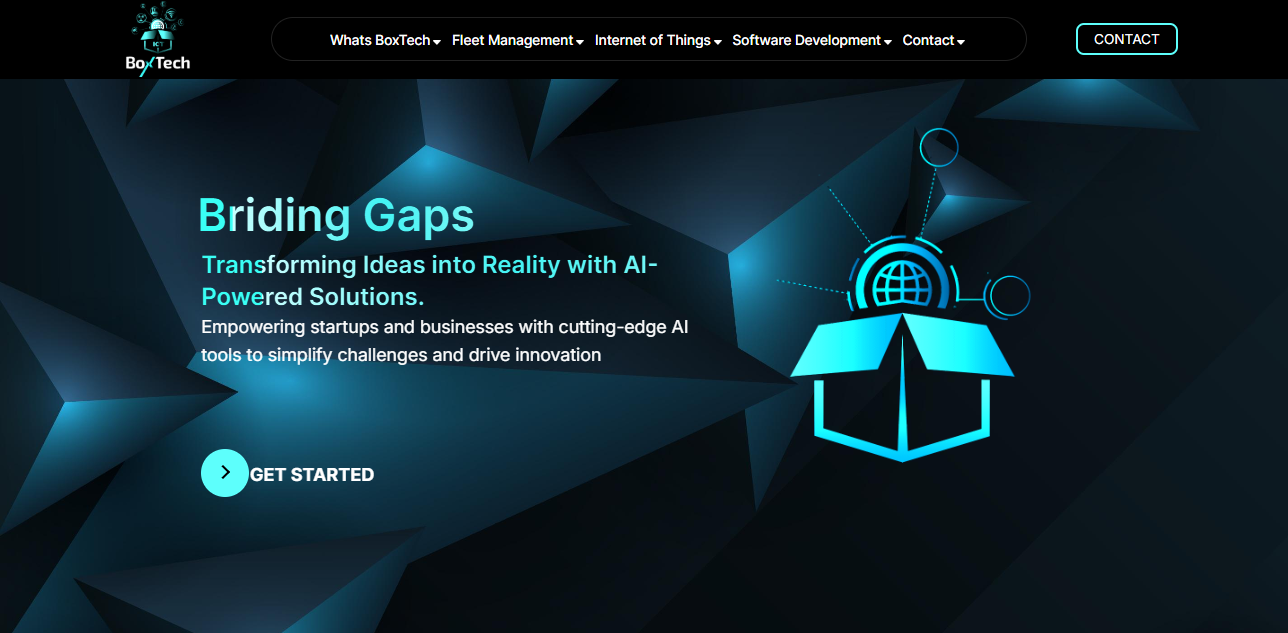 ICT
BoxTech
Whats BoxTech Fleet Management Internet of Things Software Development Contact
CONTACT
Briding Gaps
Transforming Ideas into Reality with AI-
Powered Solutions.
Empowering startups and businesses with cutting-edge AI
tools to simplify challenges and drive innovation
GET STARTED